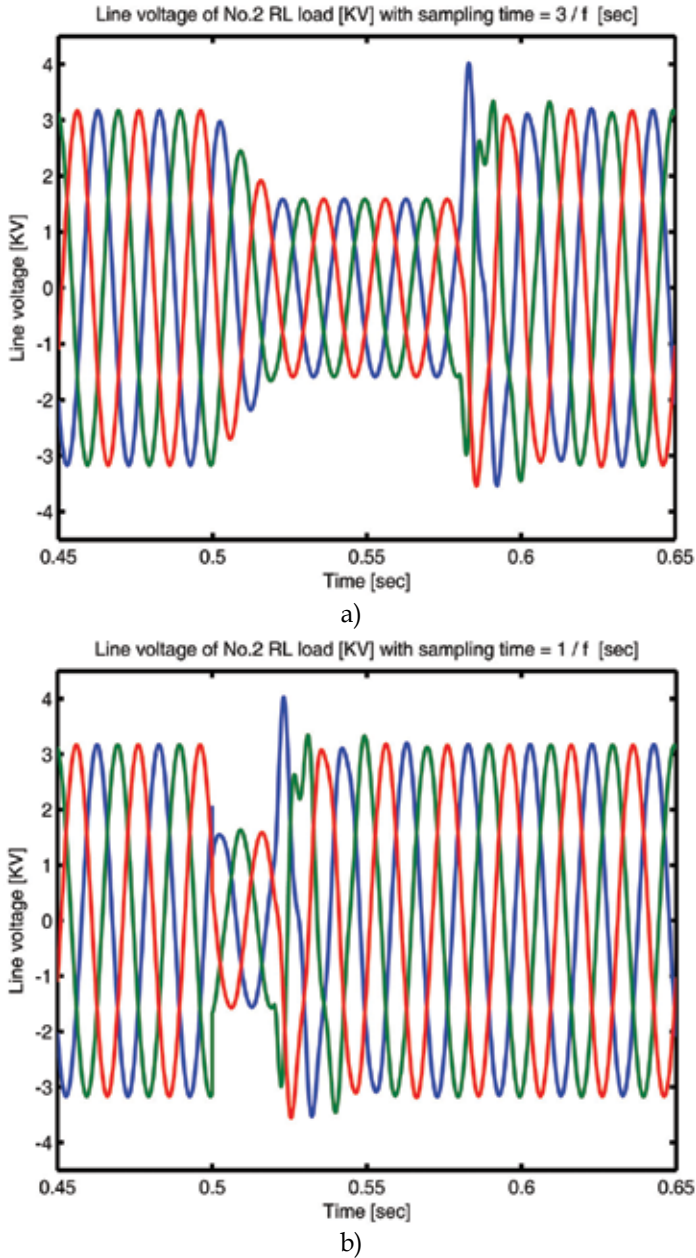 Line voltage of No.2 RL load [KV] with sampling time = 3 / f [sec]
4
3
2
1
0
-1
-2
-3
-4
Line voltage [KV]
0.45 0.5 0.55 0.6 0.65
Time [sec]
a)
Line voltage of No.2 RL load [KV] with sampling time = 1 / f [sec]
4
3
2
1
0
-1
-2
-3
-4
Line voltage [KV]
0.45 0.5 0.55 0.6 0.65
Time [sec]
b)